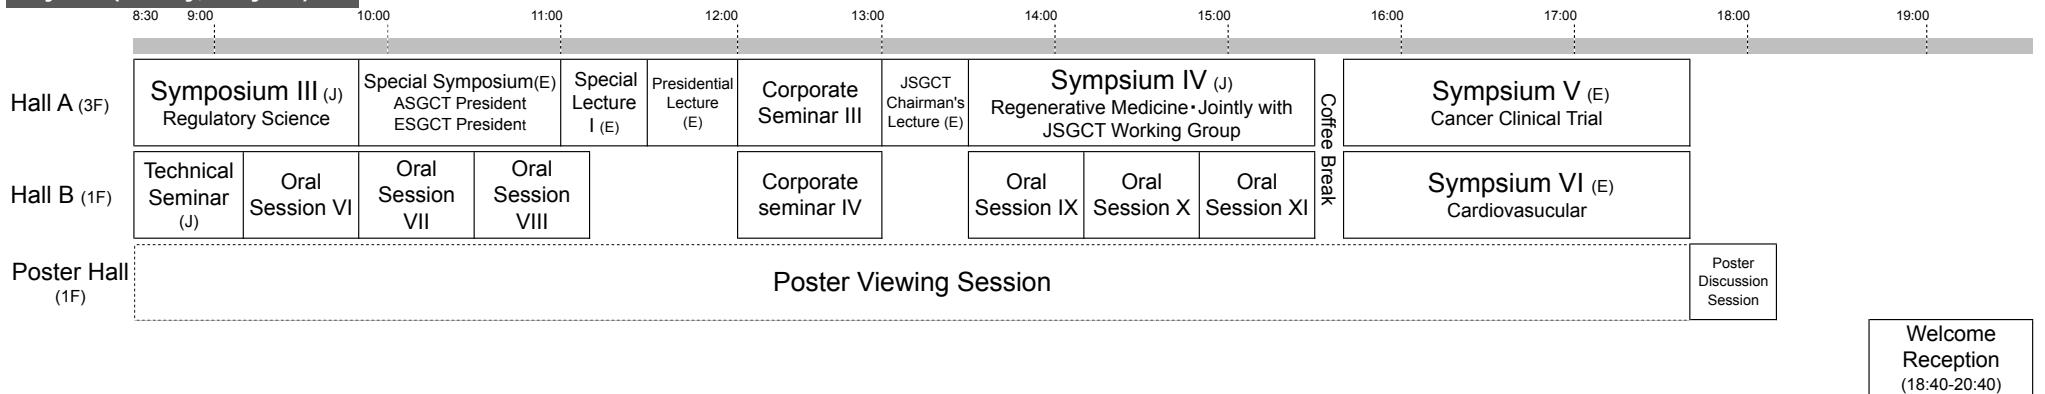 8:30 9:00 10:00 11:00 12:00 13:00 14:00 15:00 16:00 17:00 18:00 19:00
Hall A (3F)
Symposium III (J)
Regulatory Science
Special Symposium(E)
ASGCT President
ESGCT President
Special
Lecture
I (E)
Presidential
Lecture
(E)
Corporate
Seminar III
JSGCT
Chairman's
Lecture (E)
Sympsium IV (J)
Regenerative Medicine・Jointly with
JSGCT Working Group
Coffee Break
Sympsium V (E)
Cancer Clinical Trial
Hall B (1F)
Technical
Seminar
(J)
Oral
Session VI
Oral
Session
VII
Oral
Session
VIII
Corporate
seminar IV
Oral
Session IX
Oral
Session X
Oral
Session XI
Sympsium VI (E)
Cardiovasucular
Poster Hall
(1F)
Poster Viewing Session
Poster
Discussion
Session
Welcome
Reception
(18:40-20:40)